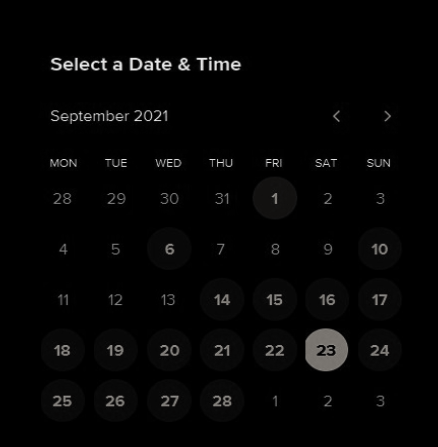 Select a Date & Time
September 2021
MON TUE WED THU FRI SAT SUN
28 29 30 31 1 2 3
4 5 6 7 8 9 10
11 12 13 14 15 16 17
18 19 20 21 22 23 24
25 26 27 28 1 2 3